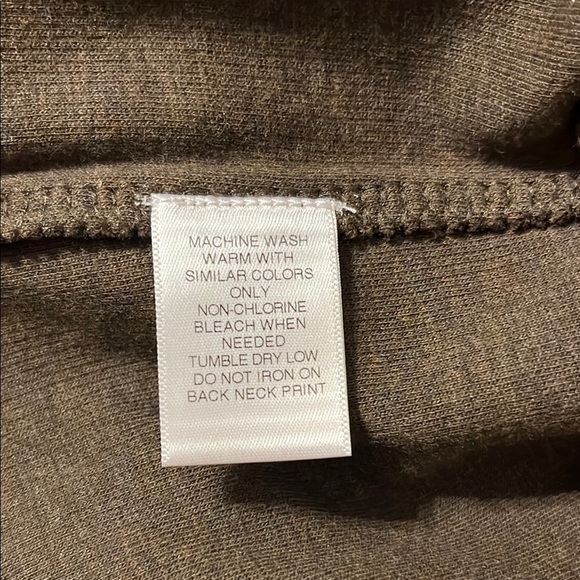 MACHINE WASH
WARM WITH
SIMILAR COLORS
ONLY
NON-CHLORINE
BLEACH WHEN
NEEDED
TUMBLE DRY LOW
DO NOT IRON ON
BACK NECK PRINT